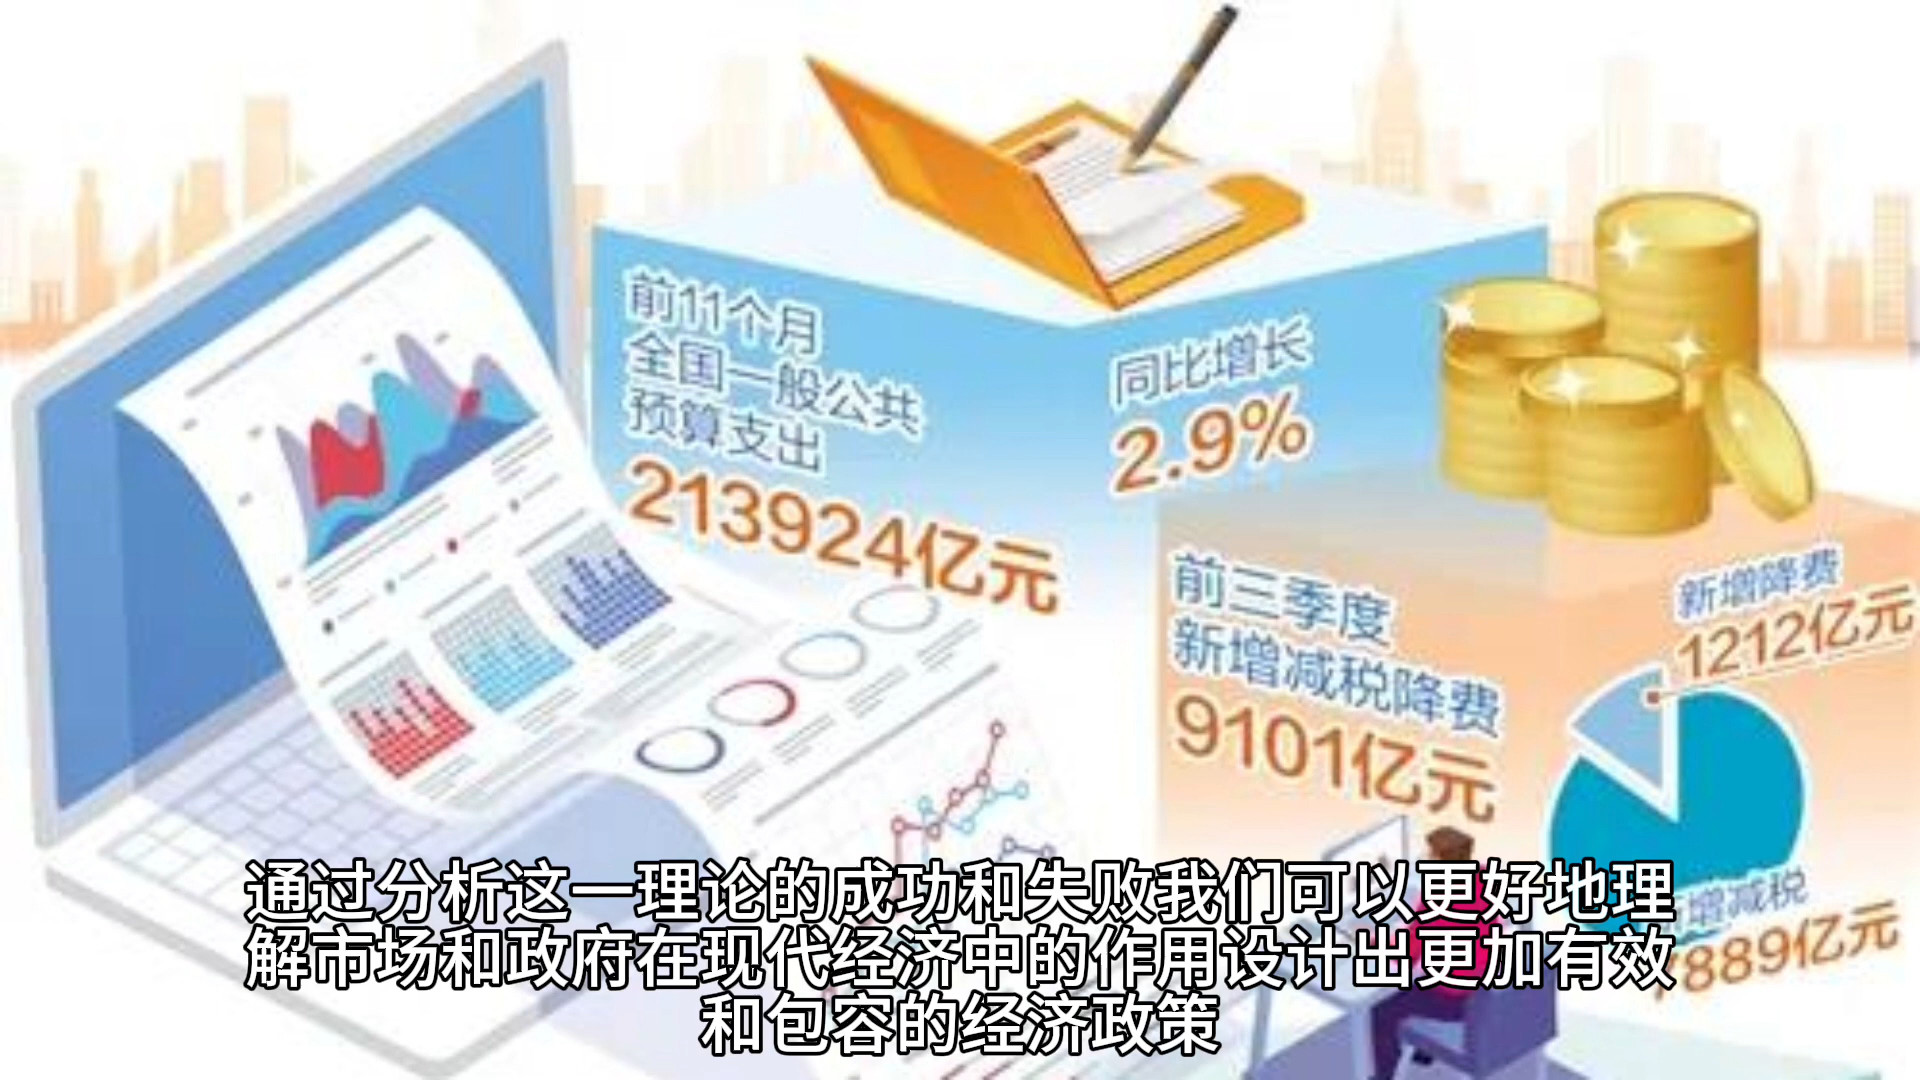 前11个月
全国一般公共
预算支出
213924亿元
同比增长
2.9%
前三季度
新增减税降费
9101亿元
新增降费
1212亿元
增减税
889亿元
通过分析这一理论的成功和失败我们可以更好地理
解市场和政府在现代经济中的作用设计出更加有效
和包容的经济政策